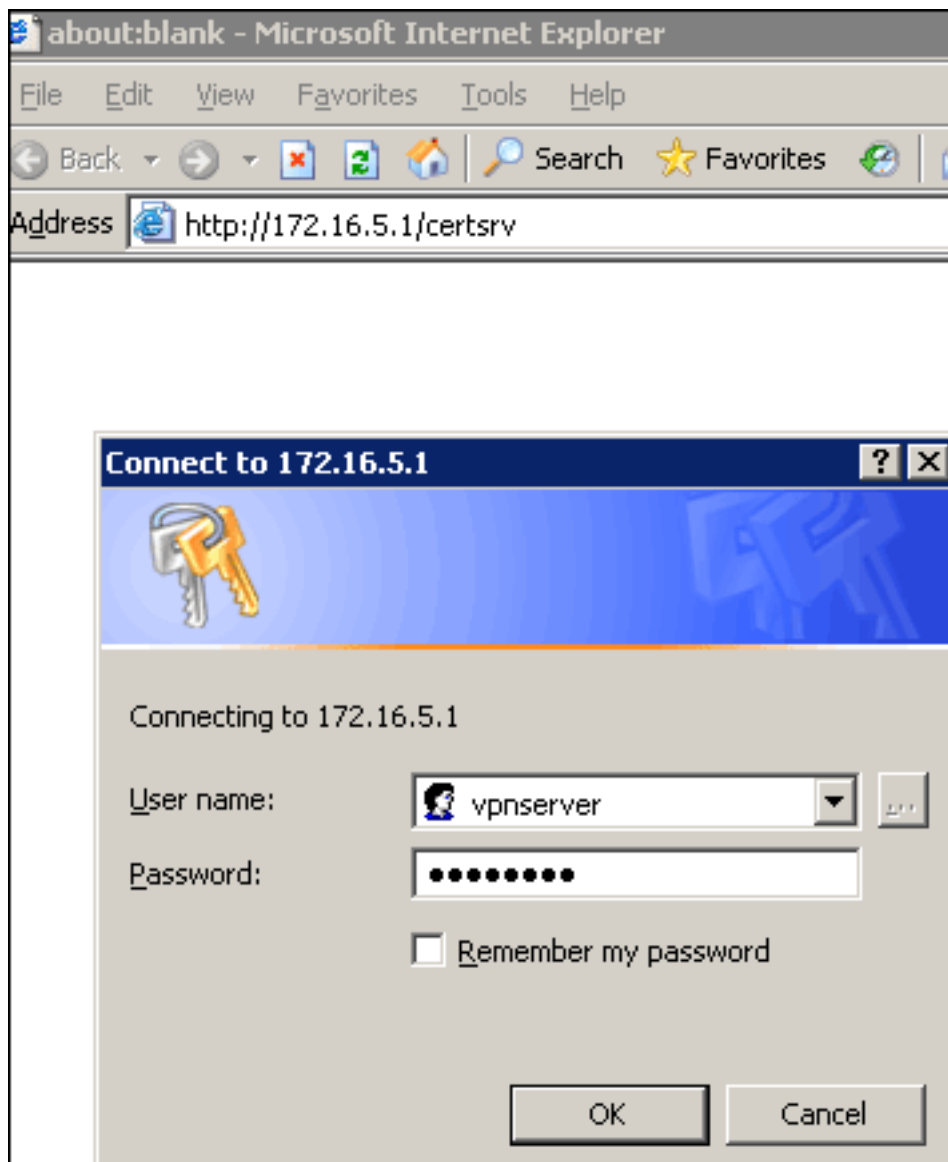 about:blank - Microsoft Internet Explorer
File Edit View Favorites Tools Help
Back Search Favorites
Address http://172.16.5.1/certsrv
Connect to 172.16.5.1 ?
Connecting to 172.16.5.1
User name: vpnserver ...
Password: ●●●●●●●●
Remember my password
OK Cancel